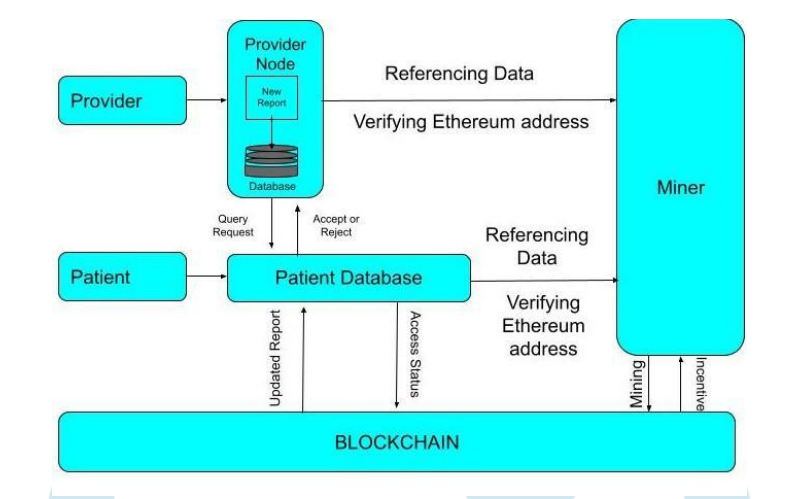 Provider
Node
New
Report
Database
Provider
Referencing Data
Verifying Ethereum address
Miner
Query
Request
Accept or
Reject
Patient
Patient Database
Referencing
Data
Verifying
Ethereum
address
Updated Report
Access Status
Mining
Incentive
BLOCKCHAIN